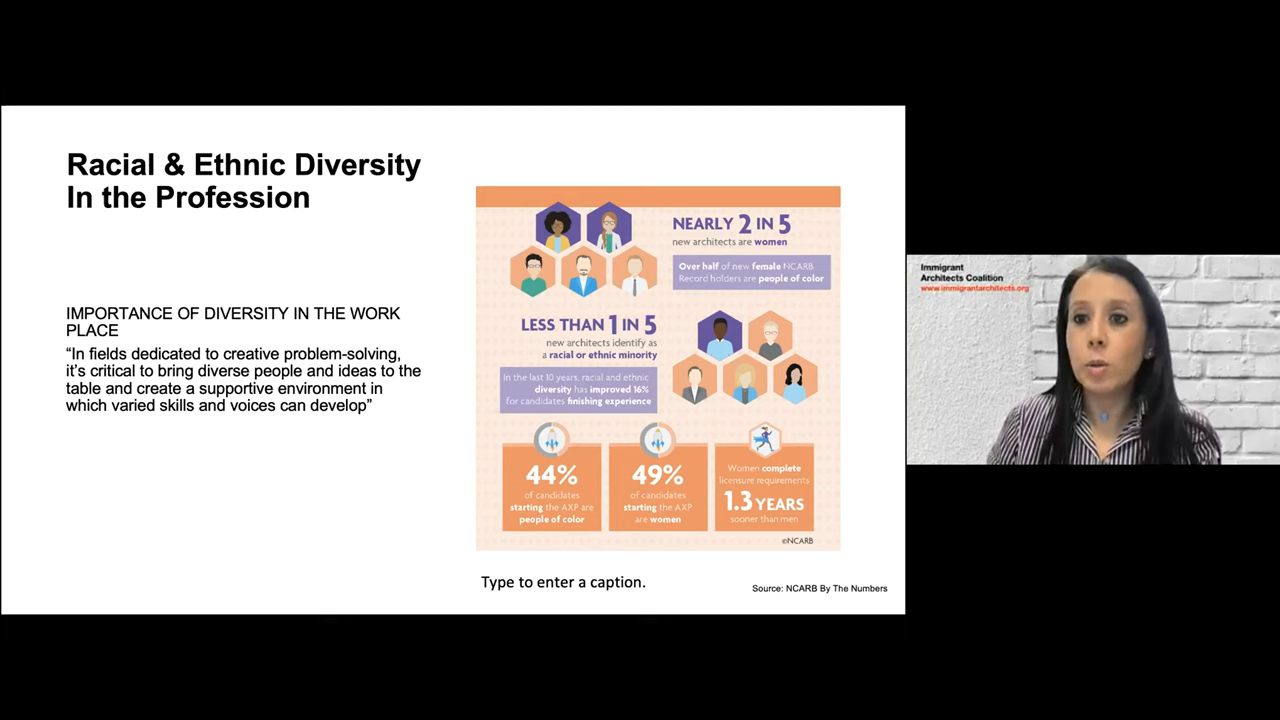 Racial & Ethnic Diversity
In the Profession
IMPORTANCE OF DIVERSITY IN THE WORK
PLACE
“In fields dedicated to creative problem-solving,
it’s critical to bring diverse people and ideas to the
table and create a supportive environment in
which varied skills and voices can develop”
NEARLY 2 IN 5
new architects are women
Over half of new female NCARB
Record holders are people of color
LESS THAN 1 IN 5
new architects identify as
a racial or ethnic minority
In the last 10 years, racial and ethnic
diversity has improved 16%
for candidates finishing experience
44%
of candidates
starting the AXP are
people of color
49%
of candidates
starting the AXP
are women
Women complete
licensure requirements
1.3 YEARS
sooner than men
©NCARB
Type to enter a caption.
Source: NCARB By The Numbers
Immigrant
Architects Coalition
www.immigrantarchitects.org